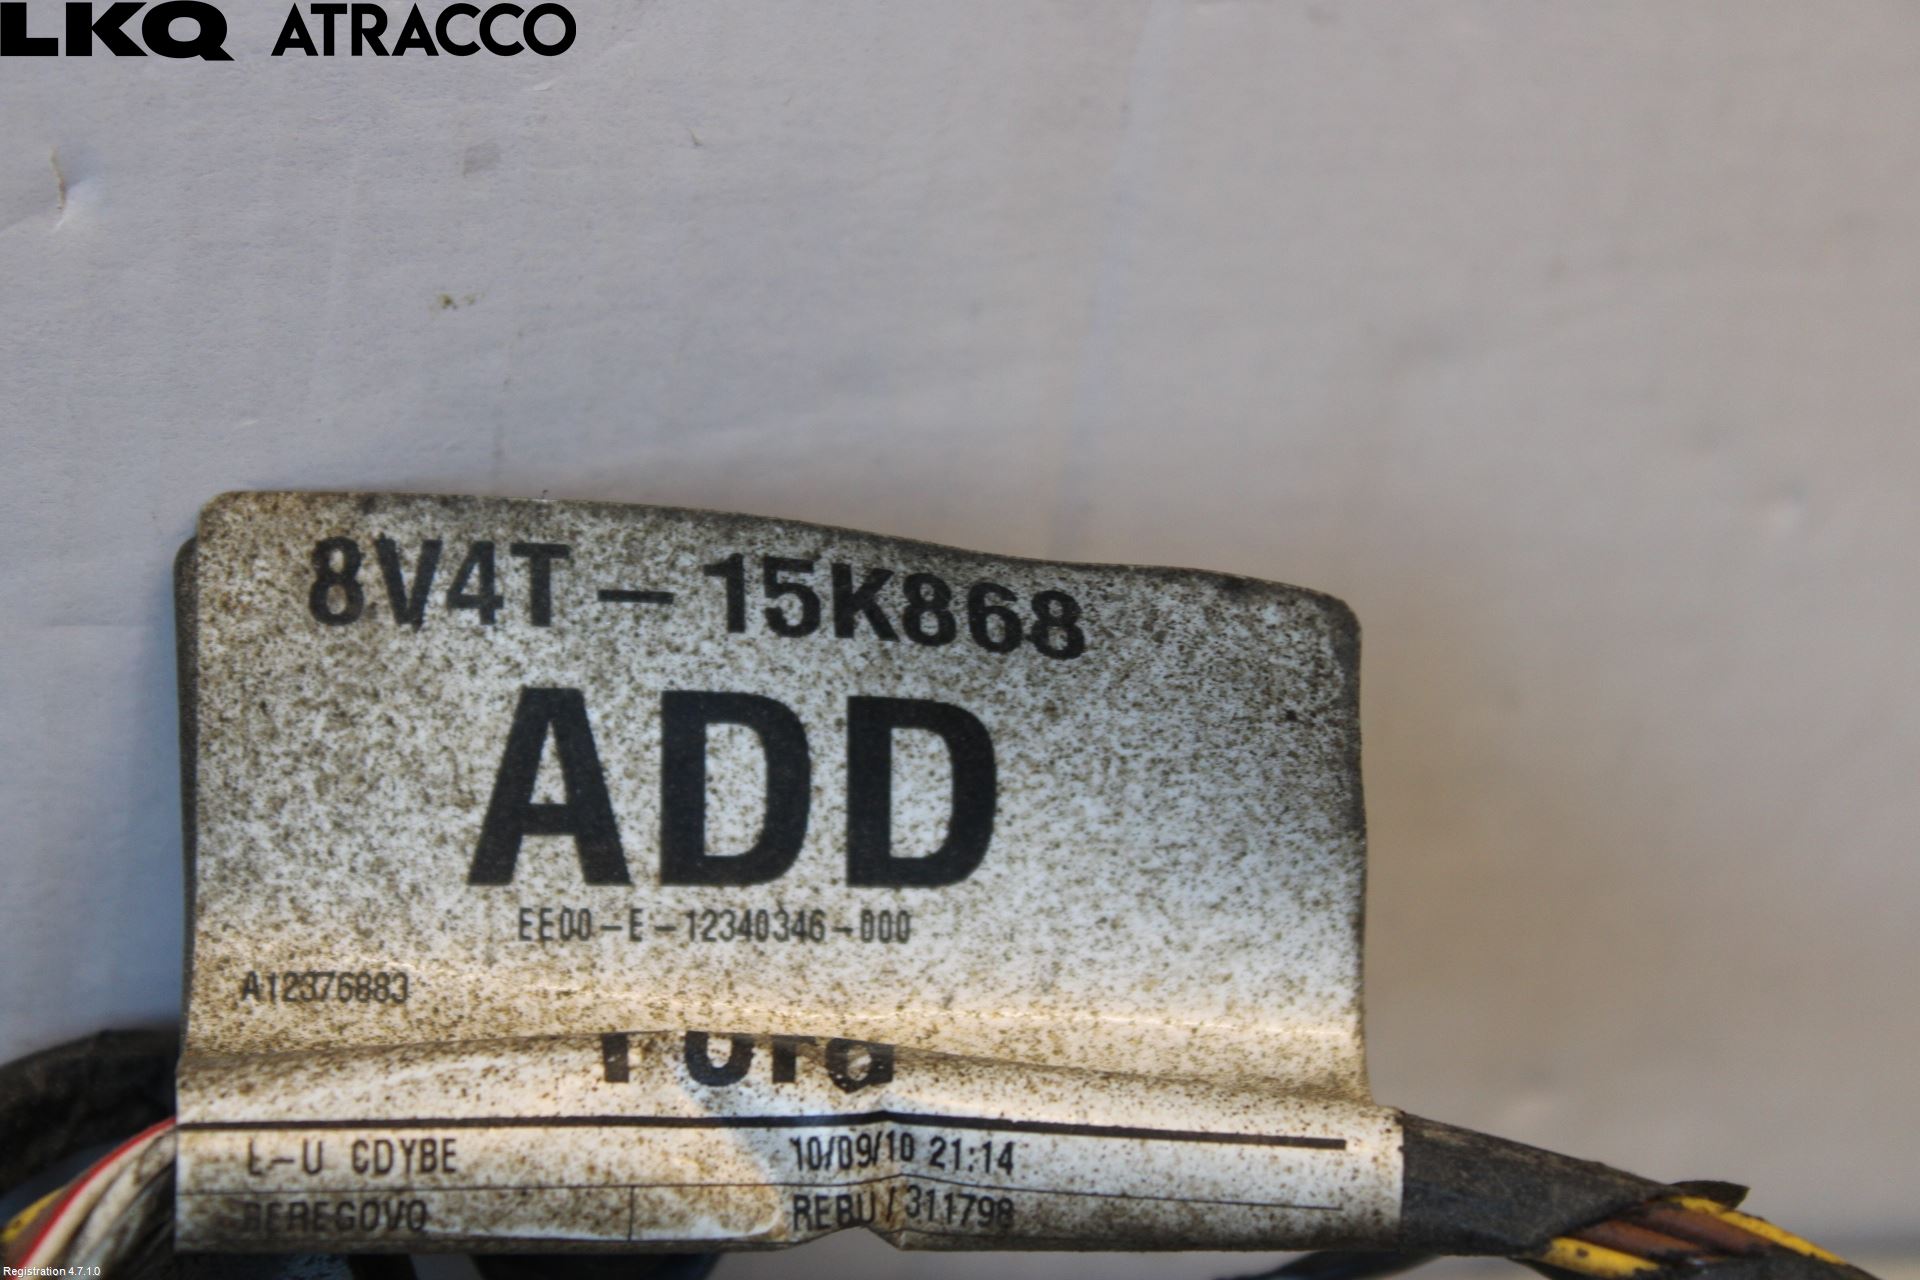 LKQ ATRACCO
8V4T-15K868
ADD
EE00-E-12340346-000
A12376883
Ford
E-U CDYBE 10/09/10 21:14
BEREGOVO REBU/311798
Registration 4.7.1.0